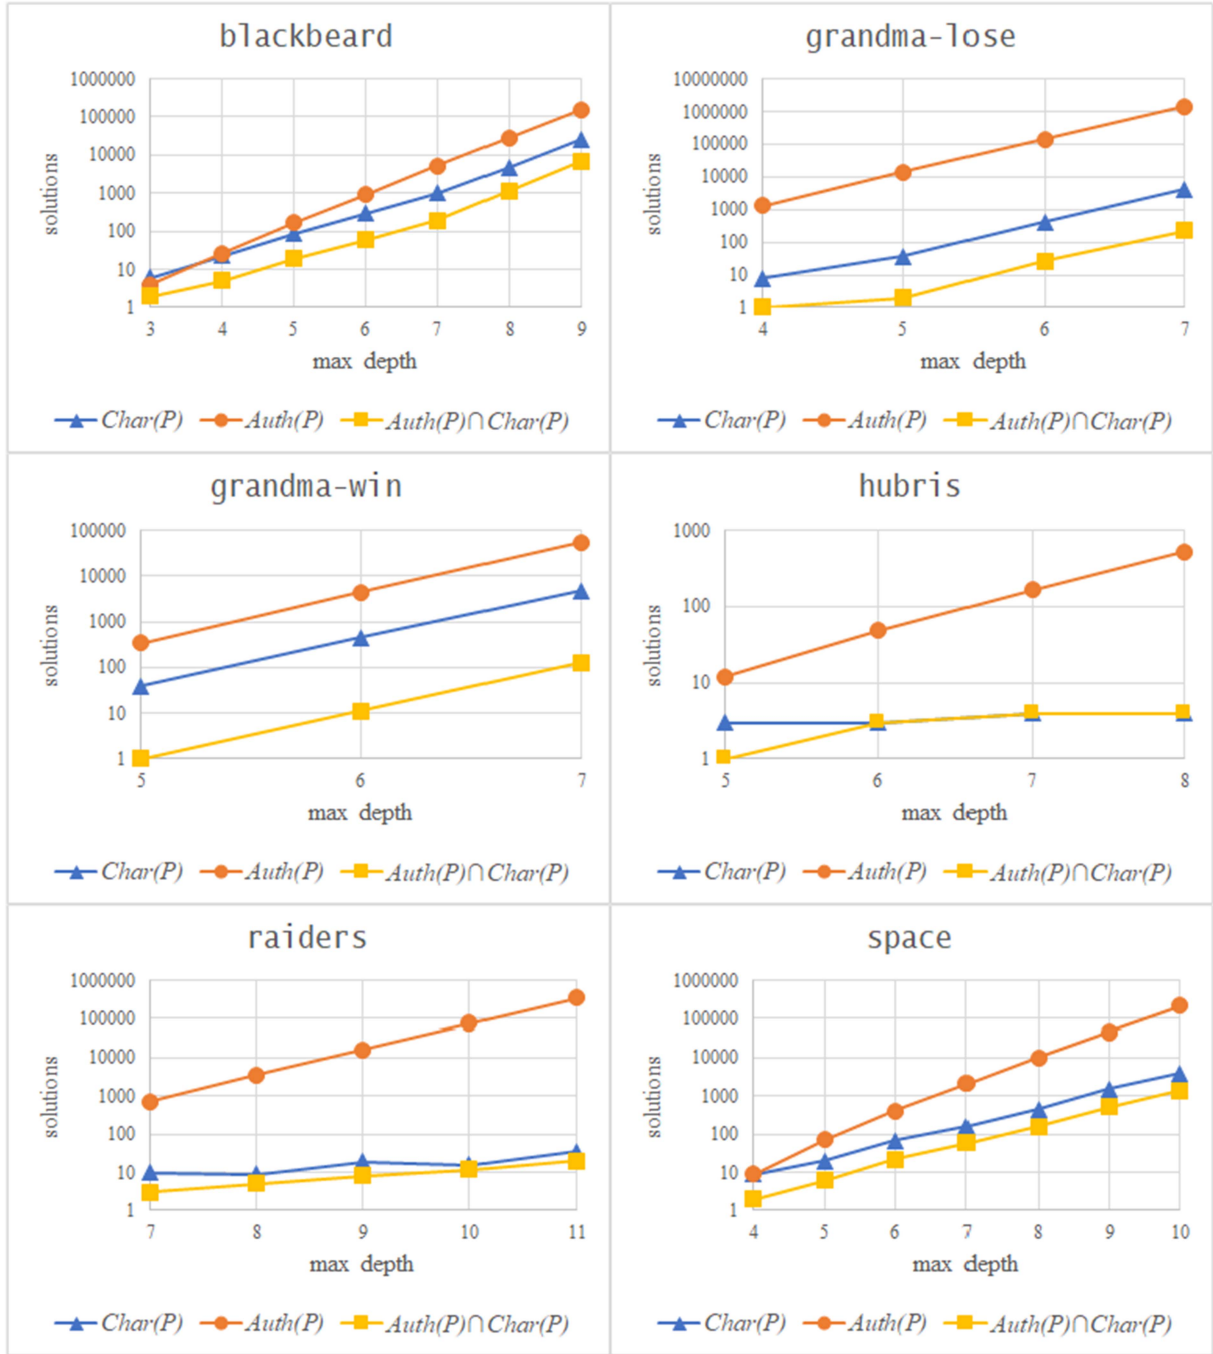 blackbeard
1000000
100000
10000
1000
100
10
1
solutions
3 4 5 6 7 8 9
max depth
Char(P) Auth(P) Auth(P)∩Char(P)
grandma-lose
10000000
1000000
100000
10000
1000
100
10
1
solutions
4 5 6 7
max depth
Char(P) Auth(P) Auth(P)∩Char(P)
grandma-win
100000
10000
1000
100
10
1
solutions
5 6 7
max depth
Char(P) Auth(P) Auth(P)∩Char(P)
hubris
1000
100
10
1
solutions
5 6 7 8
max depth
Char(P) Auth(P) Auth(P)∩Char(P)
raiders
1000000
100000
10000
1000
100
10
1
solutions
7 8 9 10 11
max depth
Char(P) Auth(P) Auth(P)∩Char(P)
space
1000000
100000
10000
1000
100
10
1
solutions
4 5 6 7 8 9 10
max depth
Char(P) Auth(P) Auth(P)∩Char(P)